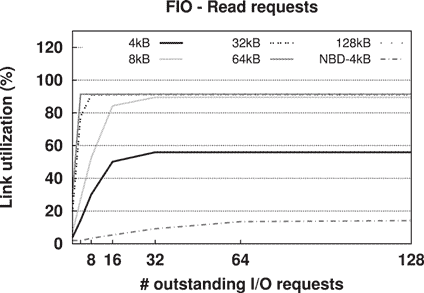 FIO - Read requests
Link utilization (%)
120
100
80
60
40
20
0
4kB 32kB 128kB
8kB 64kB NBD-4kB
8 16 32 64 128
# outstanding I/O requests